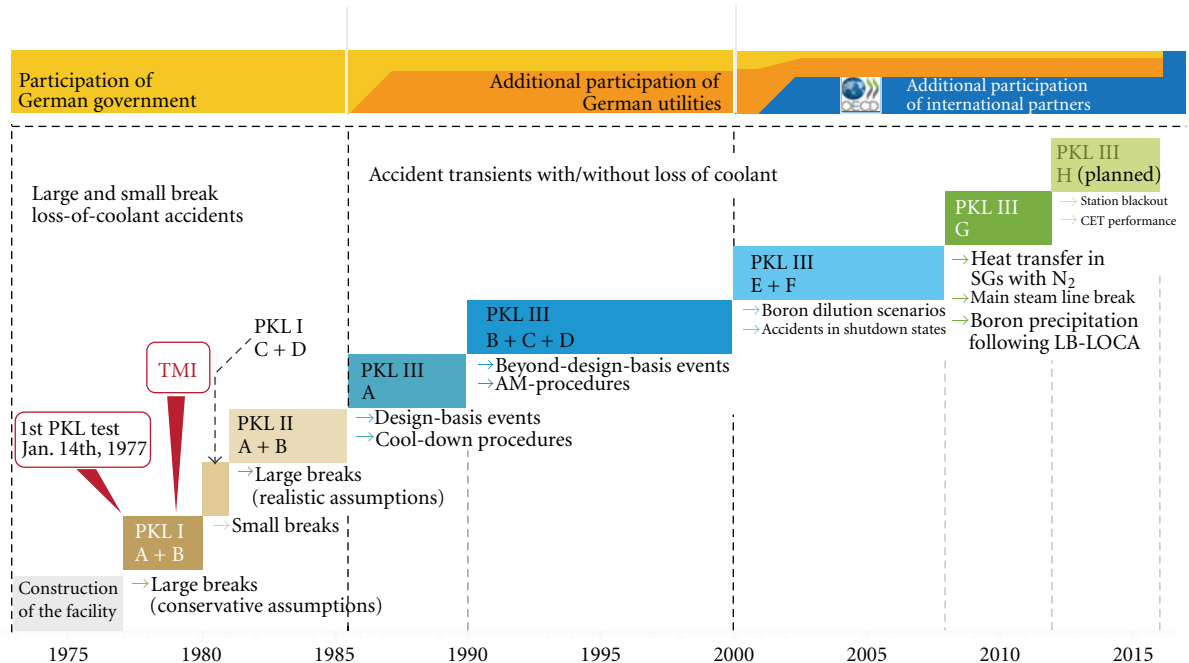 Participation of
German government
Additional participation of
German utilities
OECD
Additional participation
of international partners
Large and small break
loss-of-coolant accidents
Accident transients with/without loss of coolant
PKL III
H (planned)
→ Station blackout
→ CET performance
PKL III
G
→ Heat transfer in
SGs with N₂
→ Main steam line break
→ Boron precipitation
following LB-LOCA
PKL III
E + F
→ Boron dilution scenarios
→ Accidents in shutdown states
PKL III
B + C + D
→ Beyond-design-basis events
→ AM-procedures
PKL I
C + D
TMI
PKL III
A
→ Design-basis events
→ Cool-down procedures
1st PKL test
Jan. 14th, 1977
PKL II
A + B
→ Large breaks
(realistic assumptions)
→ Small breaks
PKL I
A + B
→ Large breaks
(conservative assumptions)
Construction
of the facility
1975 1980 1985 1990 1995 2000 2005 2010 2015